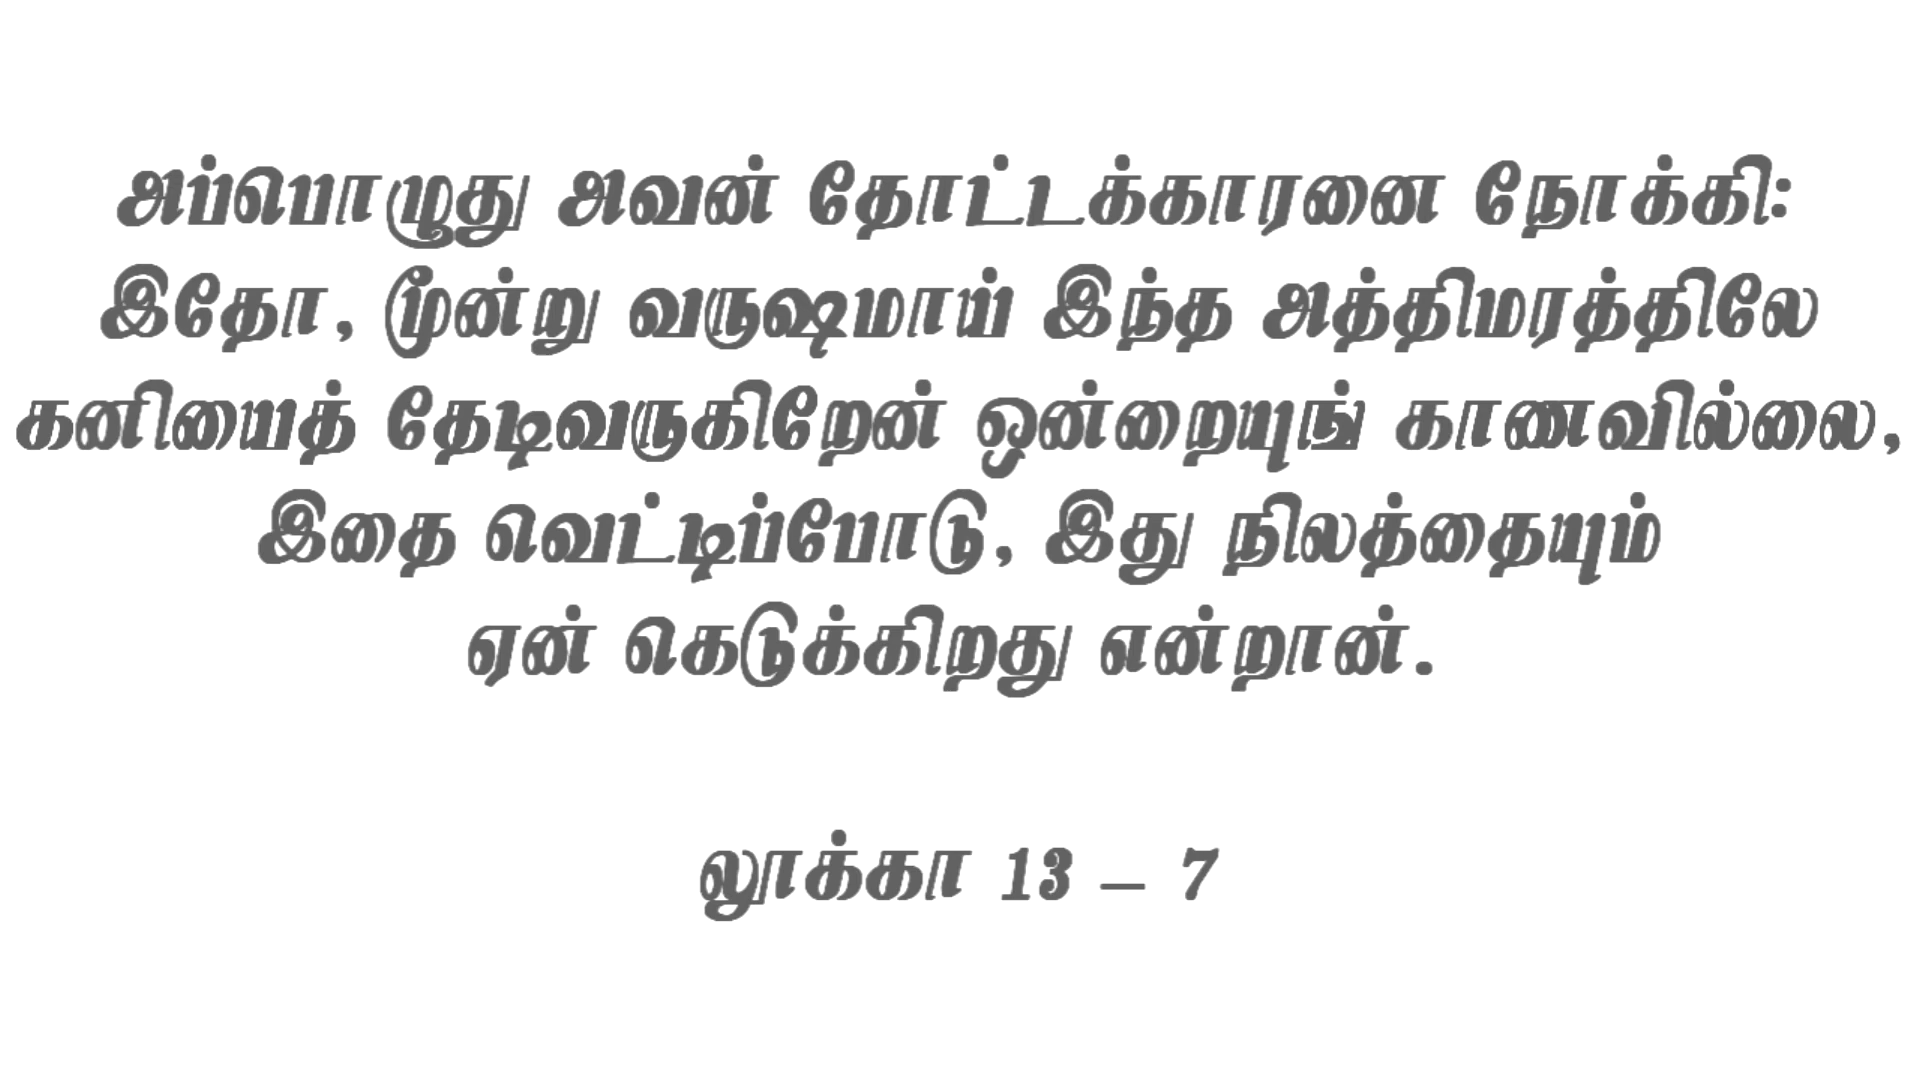 அப்பொழுது அவன் தோட்டக்காரனை நோக்கி:
இதோ, மூன்று வருஷமாய் இந்த அத்திமரத்திலே
கனியைத் தேடிவருகிறேன் ஒன்றையுங் காணவில்லை,
இதை வெட்டிப்போடு, இது நிலத்தையும்
ஏன் கெடுக்கிறது என்றான்.
லூக்கா 13 – 7